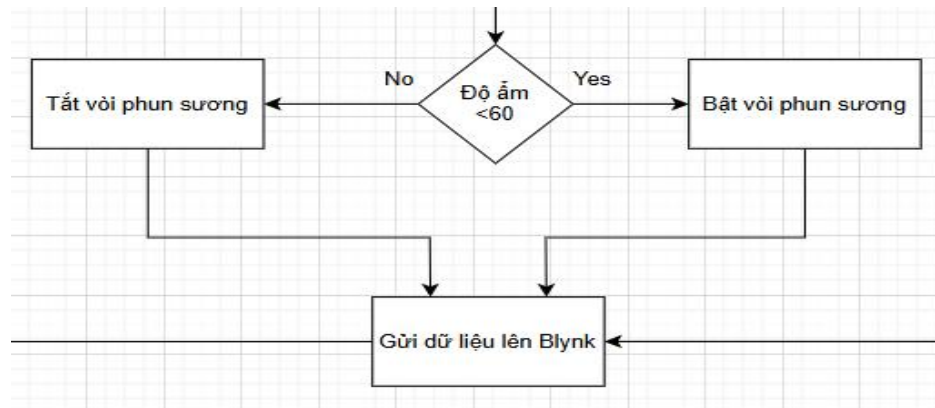 No
Độ ẩm
<60
Yes
Tắt vòi phun sương
Bật vòi phun sương
Gửi dữ liệu lên Blynk